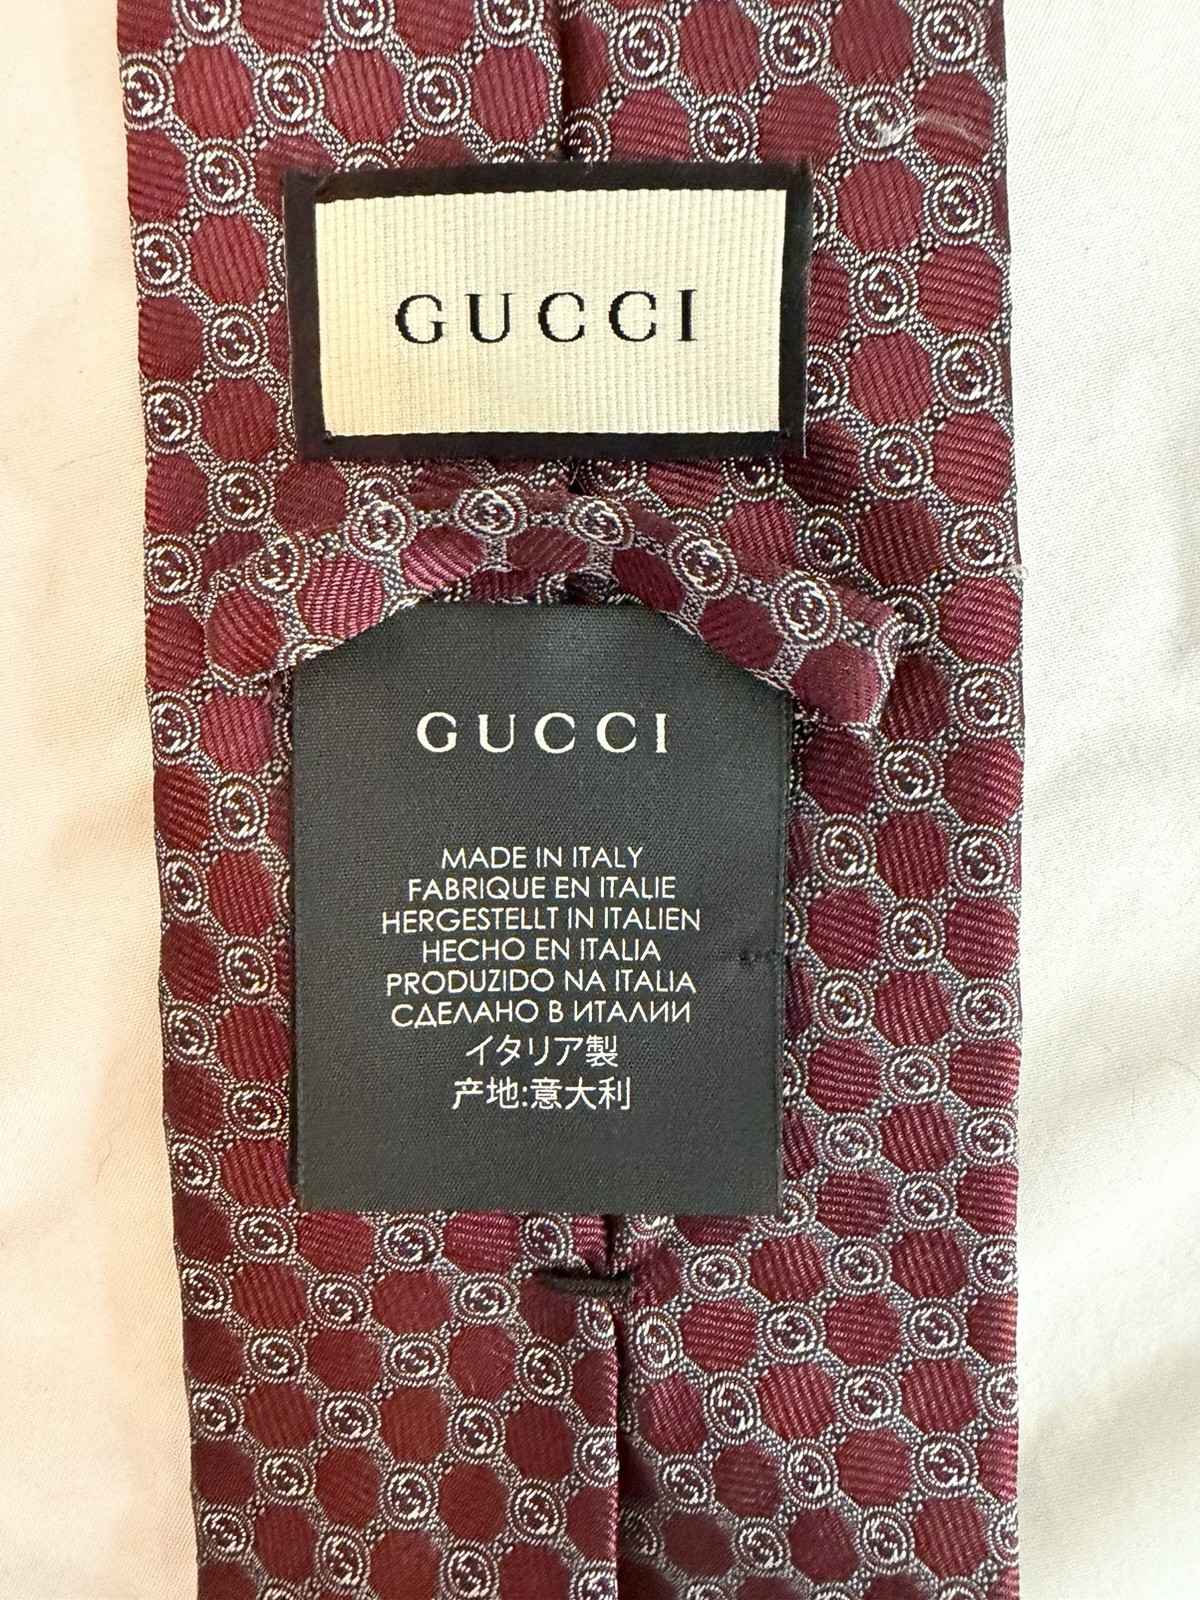 GUCCI
GUCCI
MADE IN ITALY
FABRIQUE EN ITALIE
HERGESTELLT IN ITALIEN
HECHO EN ITALIA
PRODUZIDO NA ITALIA
СДЕЛАНО В ИТАЛИИ
イタリア製
产地:意大利